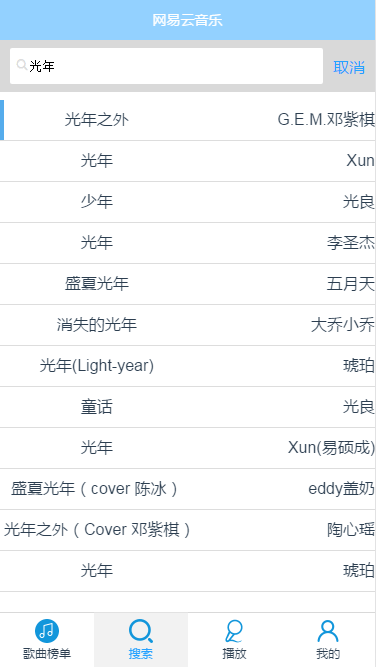 网易云音乐
光年 取消
光年之外 G.E.M.邓紫棋
光年 Xun
少年 光良
光年 李圣杰
盛夏光年 五月天
消失的光年 大乔小乔
光年(Light-year) 琥珀
童话 光良
光年 Xun(易硕成)
盛夏光年（cover 陈冰） eddy盖奶
光年之外（Cover 邓紫棋） 陶心瑶
光年 琥珀
歌曲榜单 搜索 播放 我的